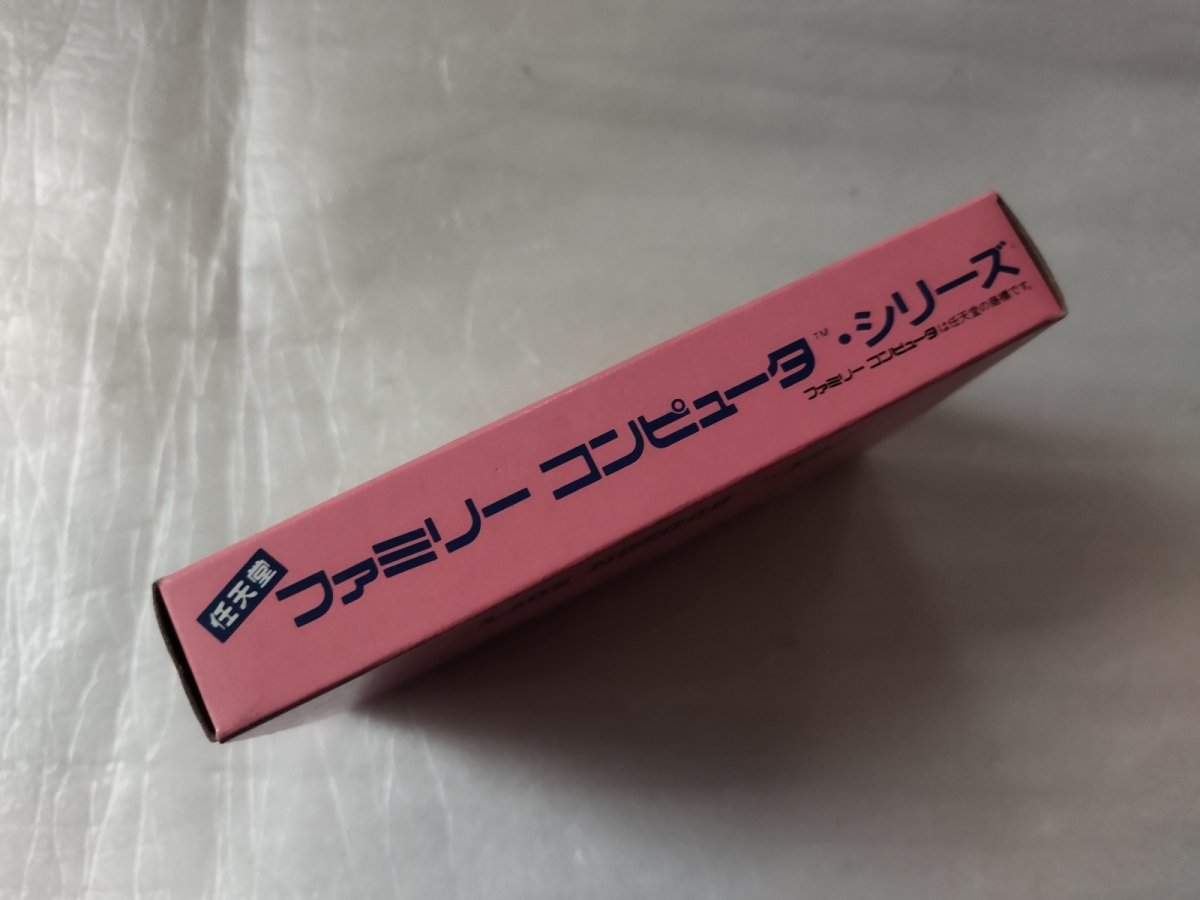 任天堂
ファミリー コンピュータ™・シリーズ
ファミリー コンピュータは任天堂の商標です。